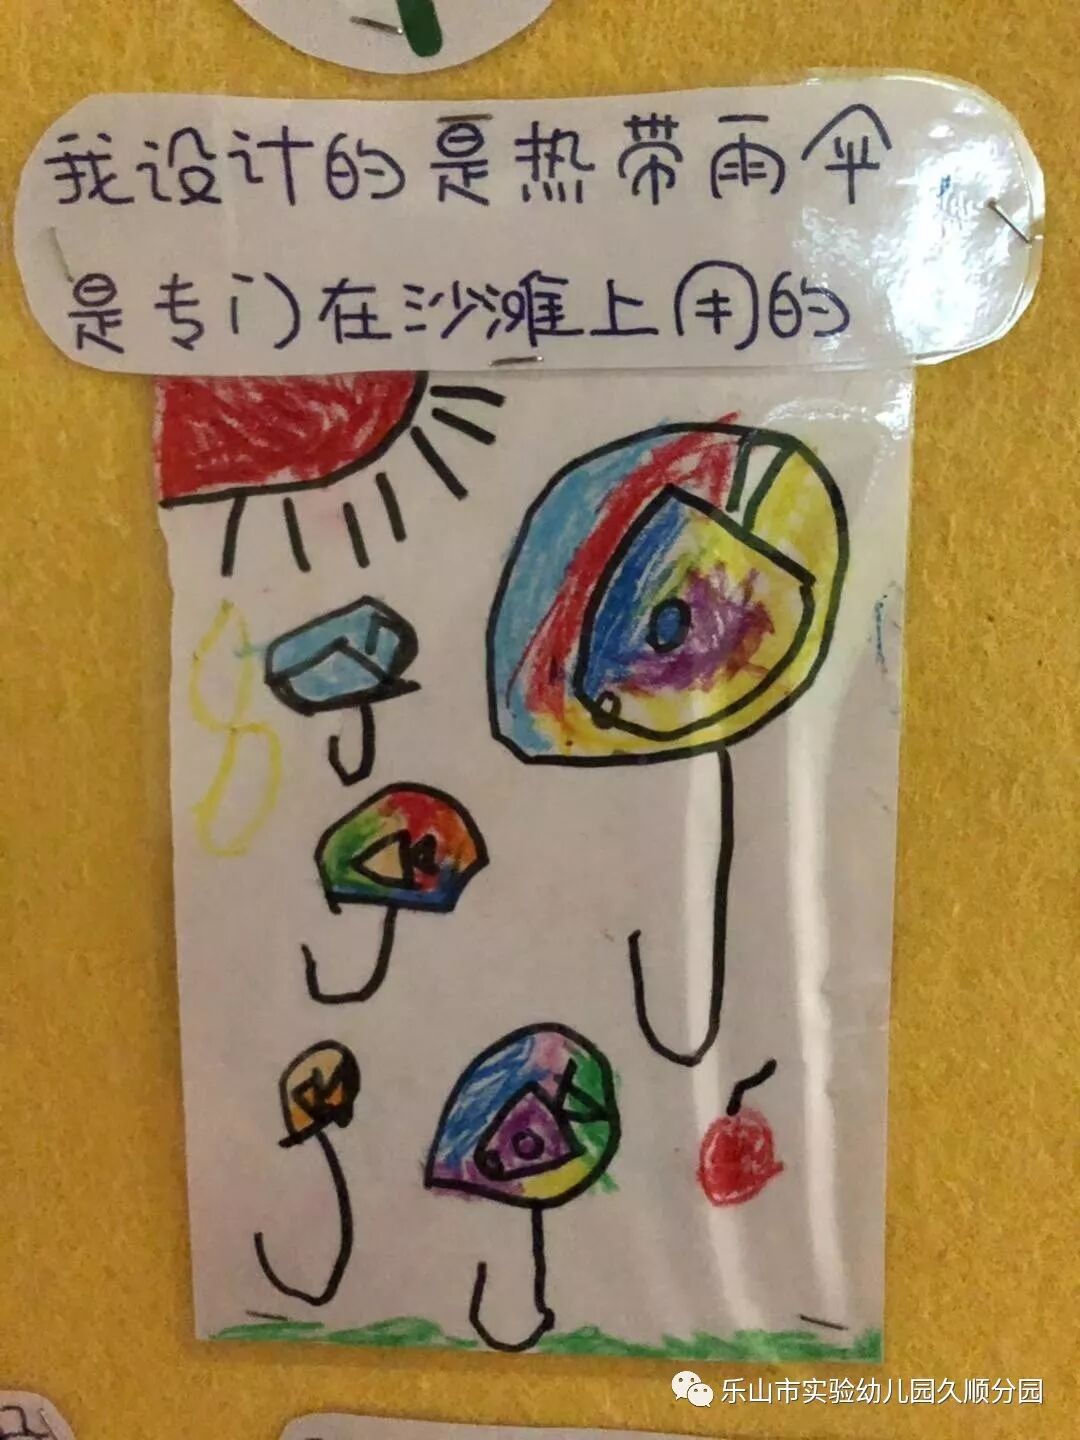 我设计的是热带雨伞
是专门在沙滩上用的
乐山市实验幼儿园久顺分园